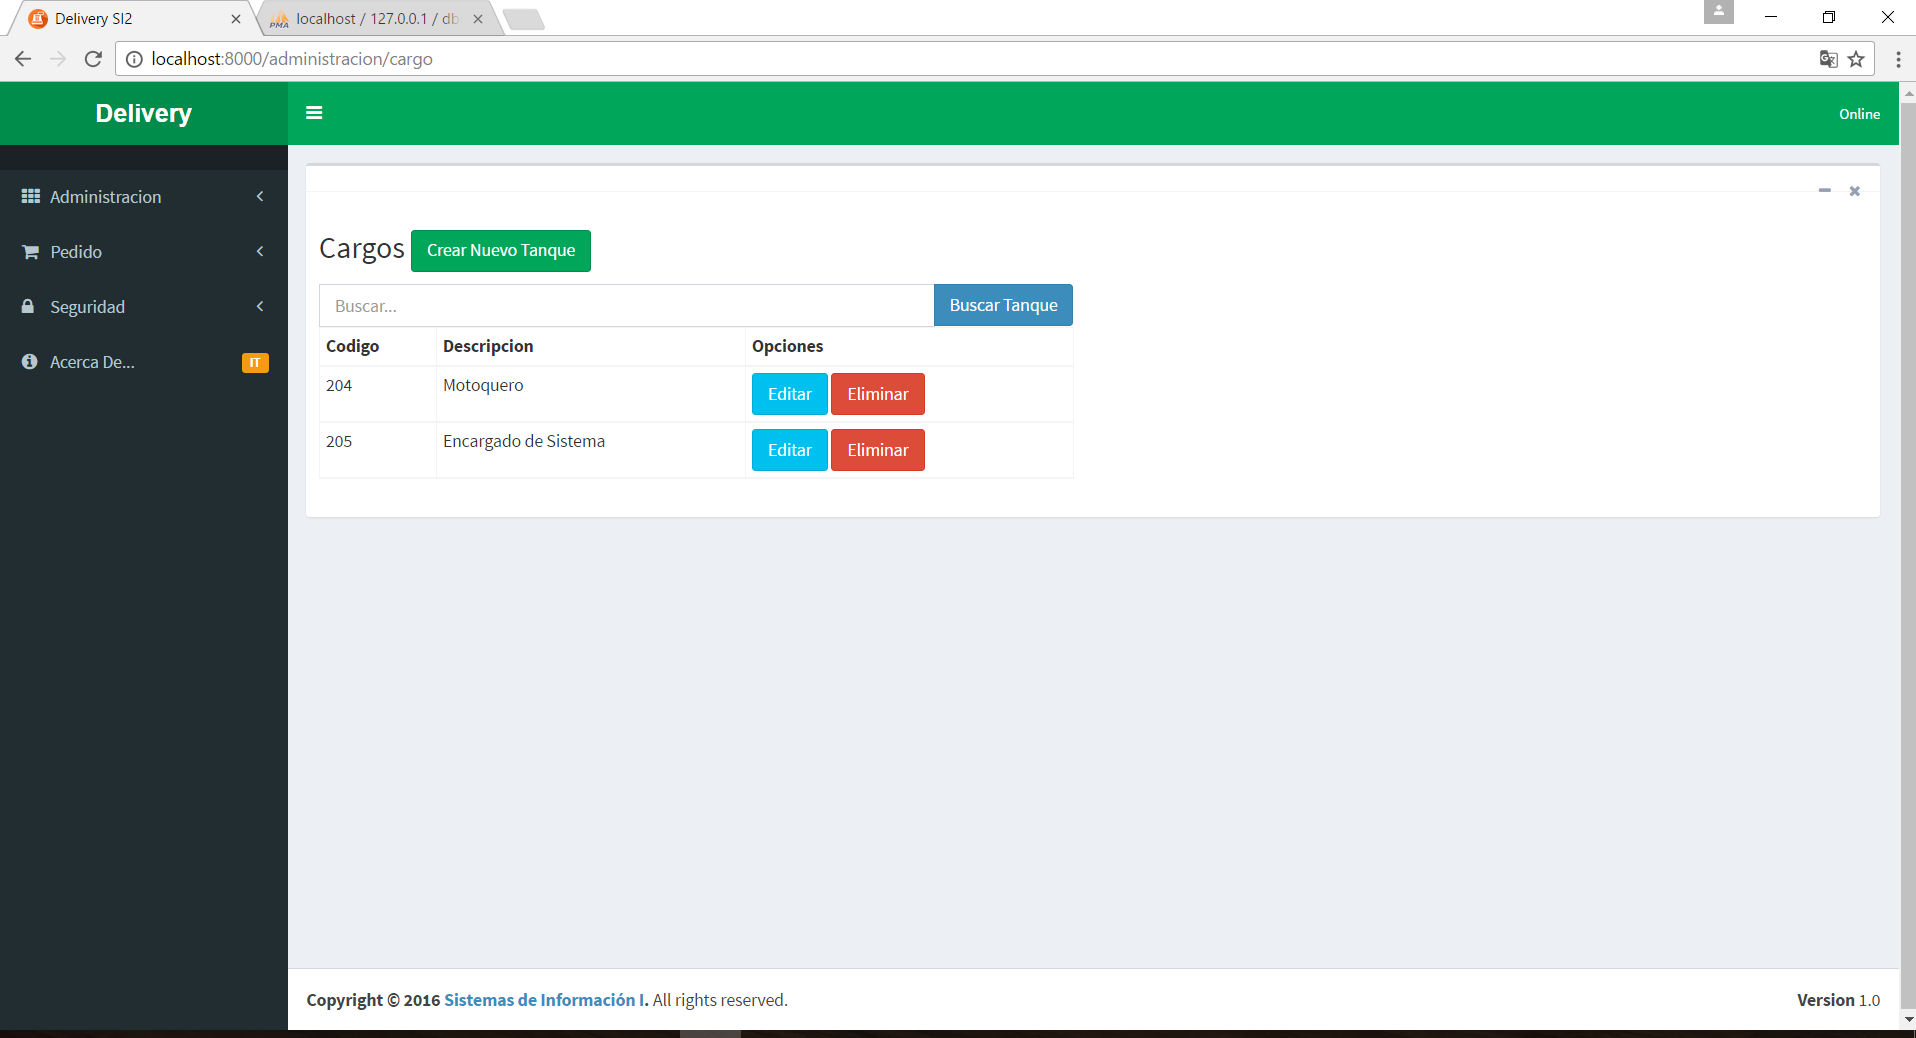 Delivery SI2
PMA localhost / 127.0.0.1 / db
localhost:8000/administracion/cargo
Delivery
Online
Administracion
Pedido
Seguridad
Acerca De... IT
Cargos Crear Nuevo Tanque
Buscar... Buscar Tanque
Codigo Descripcion Opciones
204 Motoquero Editar Eliminar
205 Encargado de Sistema Editar Eliminar
Copyright © 2016 Sistemas de Información I. All rights reserved.
Version 1.0